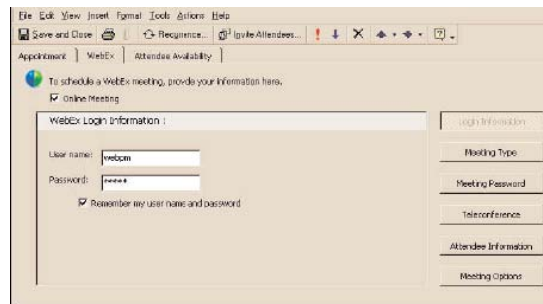 File Edit View Insert Format Tools Actions Help
Save and Close Recurrence... Invite Attendees...
Appointment WebEx Attendee Availability
To schedule a WebEx meeting, provide your information here.
Online Meeting
WebEx Login Information :
Login Information
User name: webpm
Meeting Type
Password: *****
Meeting Password
Remember my user name and password
Teleconference
Attendee Information
Meeting Options